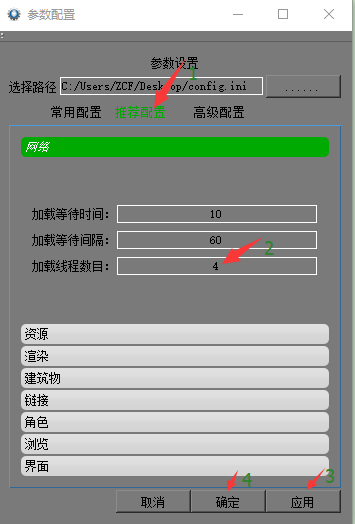 参数配置
参数设置
选择路径 C:/Users/ZCF/Desktop/config.ini ......
1
常用配置 推荐配置 高级配置
网络
加载等待时间： 10
加载等待间隔： 60
2
加载线程数目： 4
资源
渲染
建筑物
链接
角色
浏览
界面
4 3
取消 确定 应用